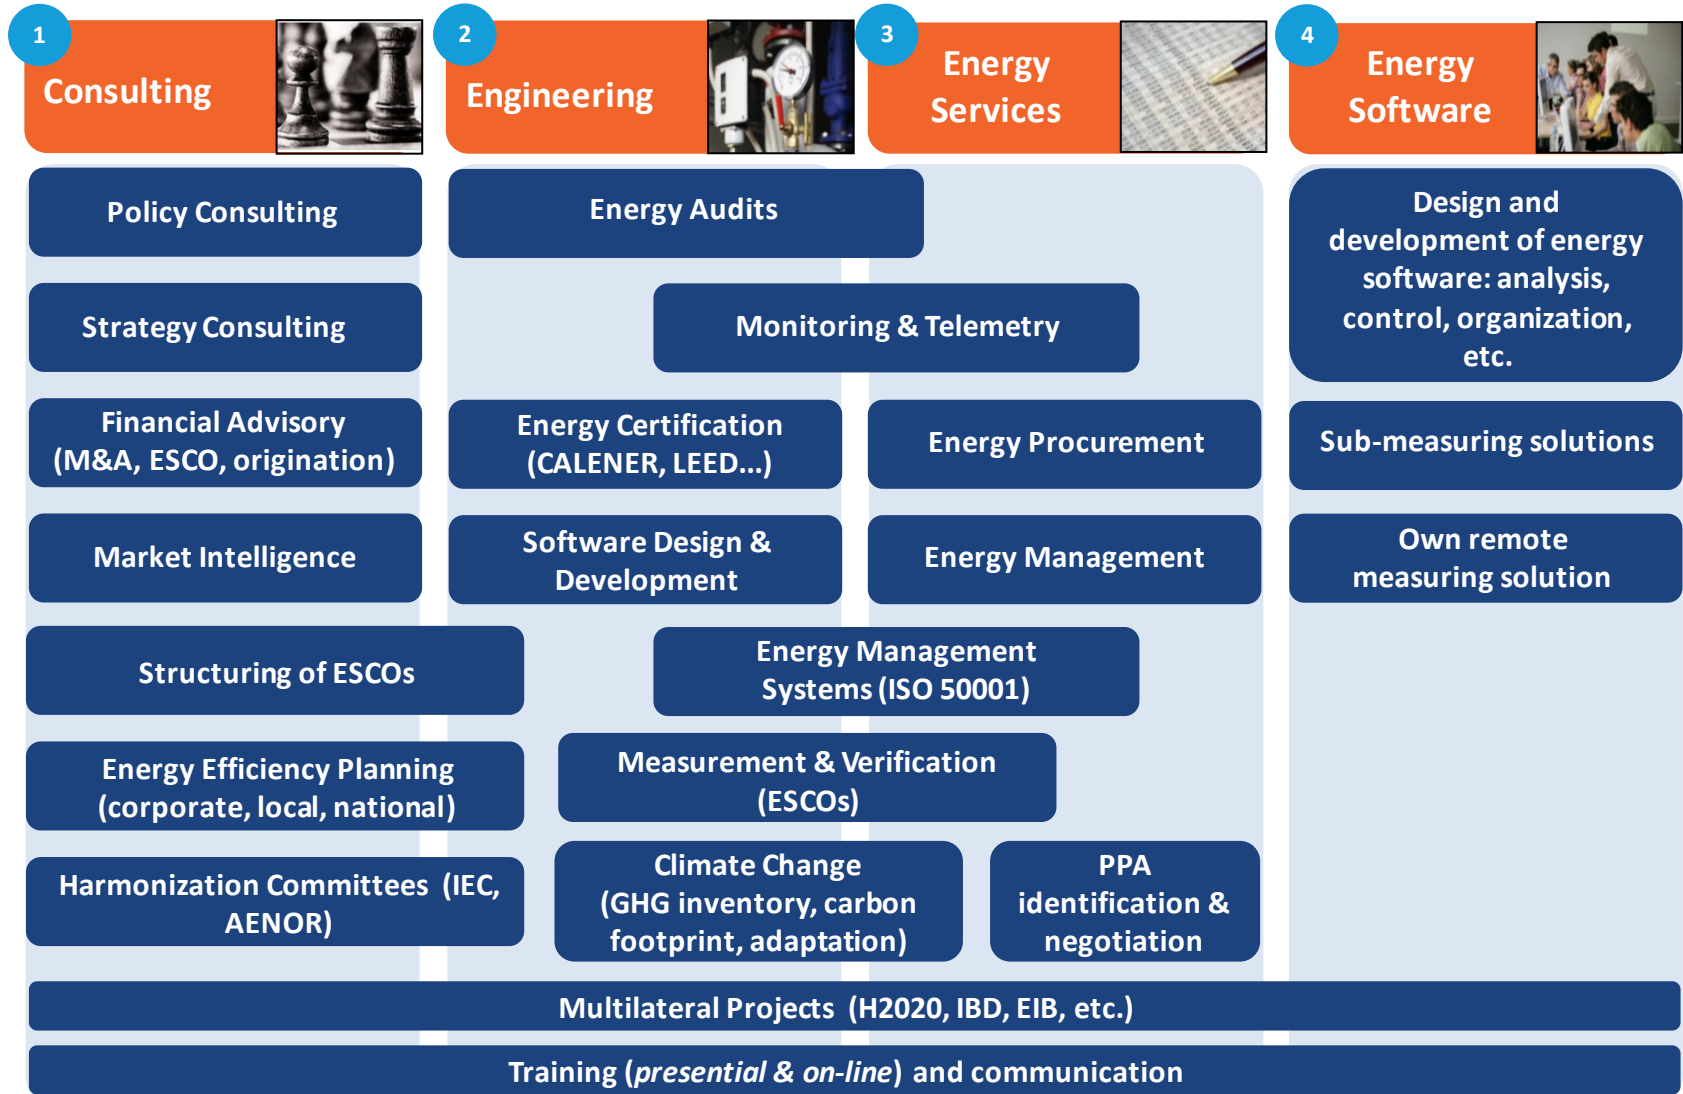 1
Consulting
2
Engineering
3
Energy
Services
4
Energy
Software
Policy Consulting
Strategy Consulting
Financial Advisory
(M&A, ESCO, origination)
Market Intelligence
Structuring of ESCOs
Energy Efficiency Planning
(corporate, local, national)
Harmonization Committees (IEC,
AENOR)
Energy Audits
Monitoring & Telemetry
Energy Certification
(CALENER, LEED...)
Software Design &
Development
Energy Procurement
Energy Management
Energy Management
Systems (ISO 50001)
Measurement & Verification
(ESCOs)
Climate Change
(GHG inventory, carbon
footprint, adaptation)
PPA
identification &
negotiation
Design and
development of energy
software: analysis,
control, organization,
etc.
Sub-measuring solutions
Own remote
measuring solution
Multilateral Projects (H2020, IBD, EIB, etc.)
Training (presential & on-line) and communication